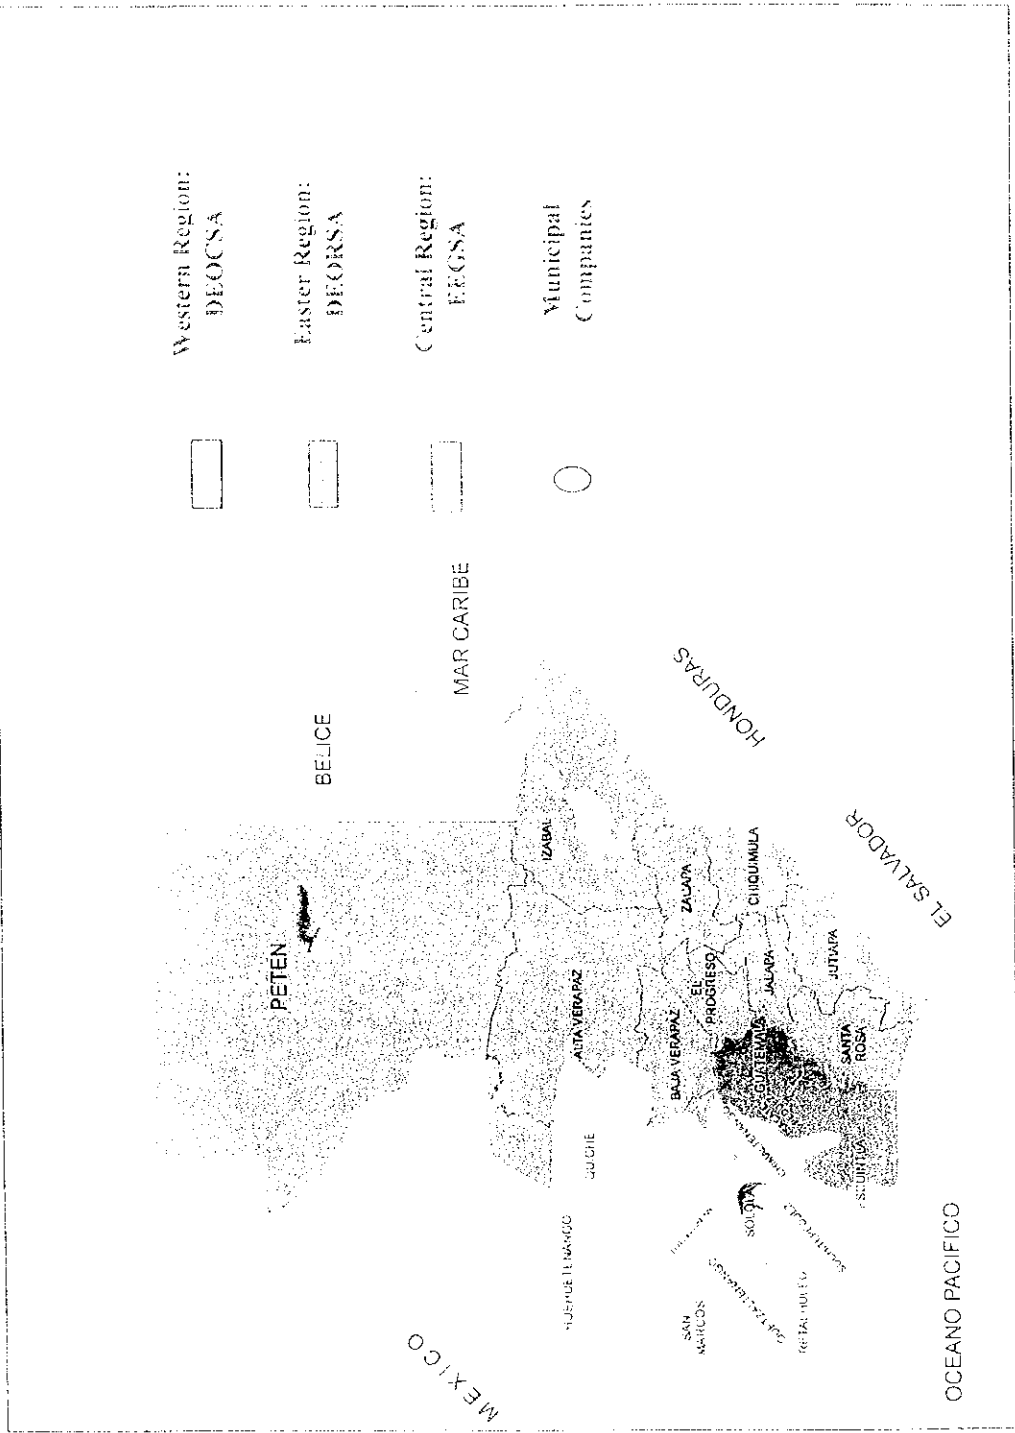 Western Region:
DEOCSA
Easter Region:
DEORSA
Central Region:
EEGSA
Municipal
Companies
MEXICO
PETEN
BELICE
MAR CARIBE
HONDURAS
EL SALVADOR
OCEANO PACIFICO
HUEHUETENANGO
QUICHE
ALTA VERAPAZ
IZABAL
SAN
MARCOS
BAJA VERAPAZ
EL
PROGRESO
ZACAPA
QUETZALTENANGO
SOLOLA
GUATEMALA
JALAPA
CHIQUIMULA
RETALHULEU
ESCUINTLA
SANTA
ROSA
JUTIAPA